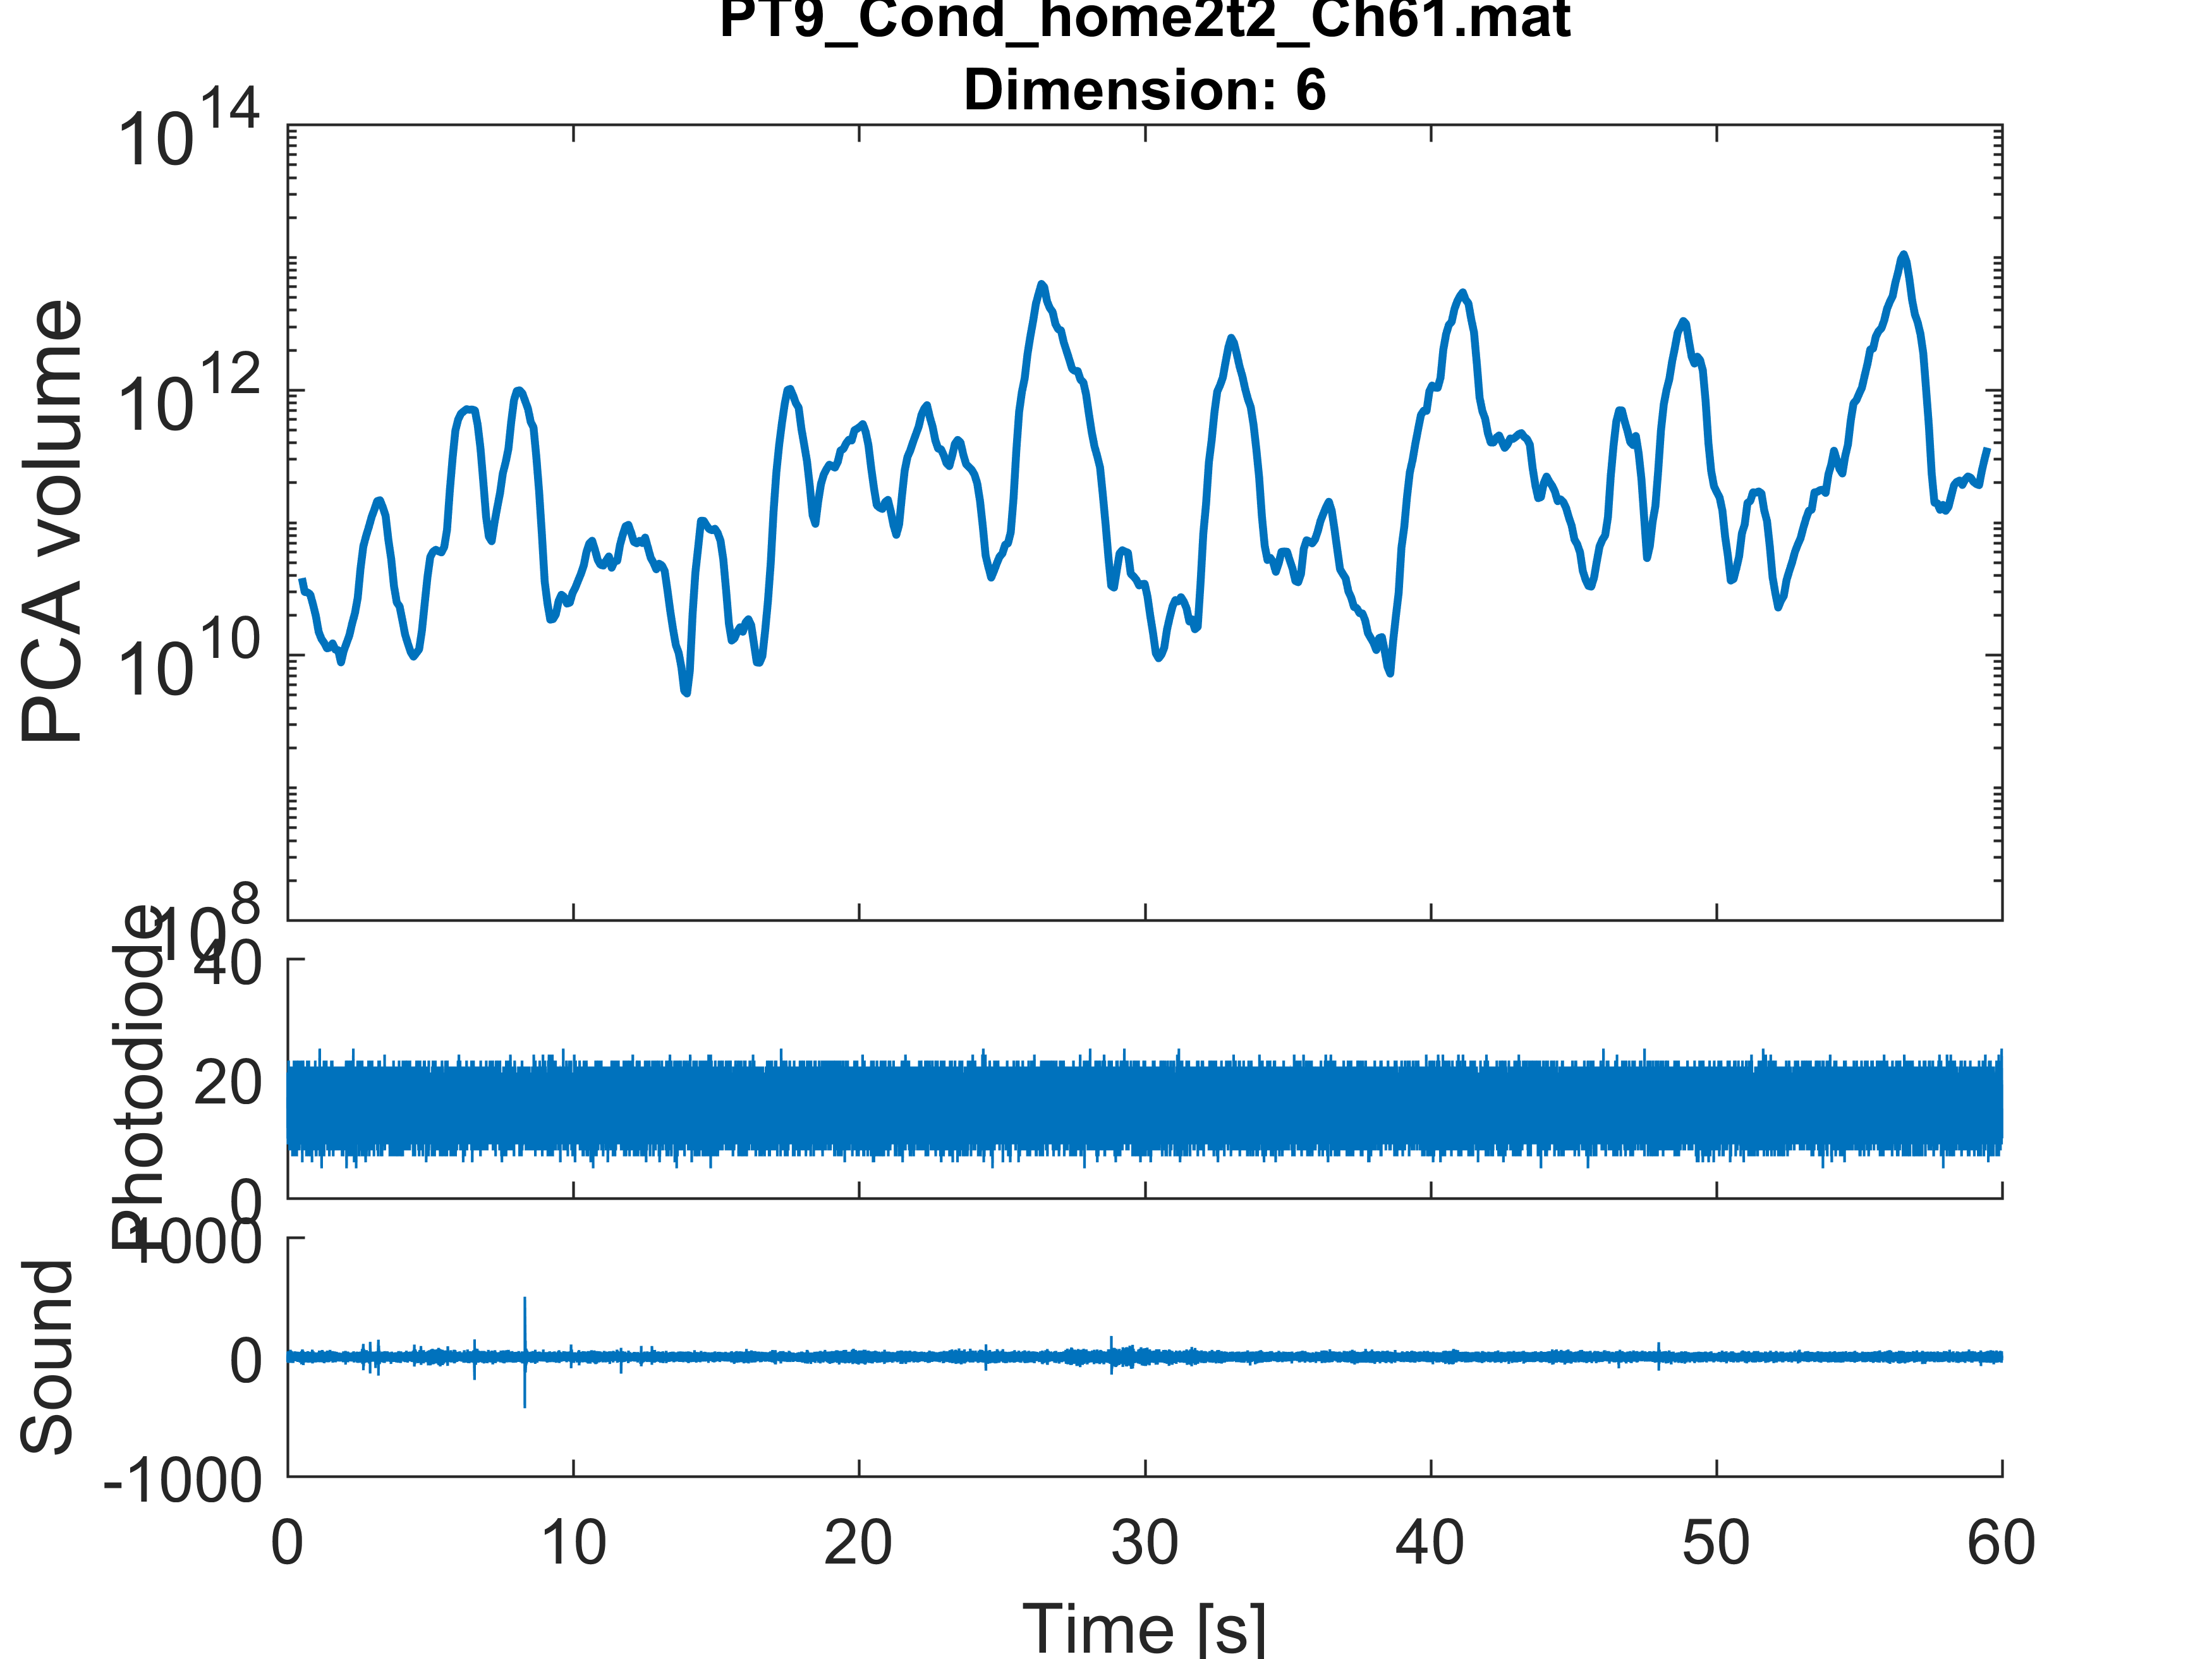 PT9_Cond_home2t2_Ch61.mat
Dimension: 6
PCA volume
10^14
10^12
10^10
10^8
Photodiode
40
20
0
Sound
1000
0
-1000
0 10 20 30 40 50 60
Time [s]